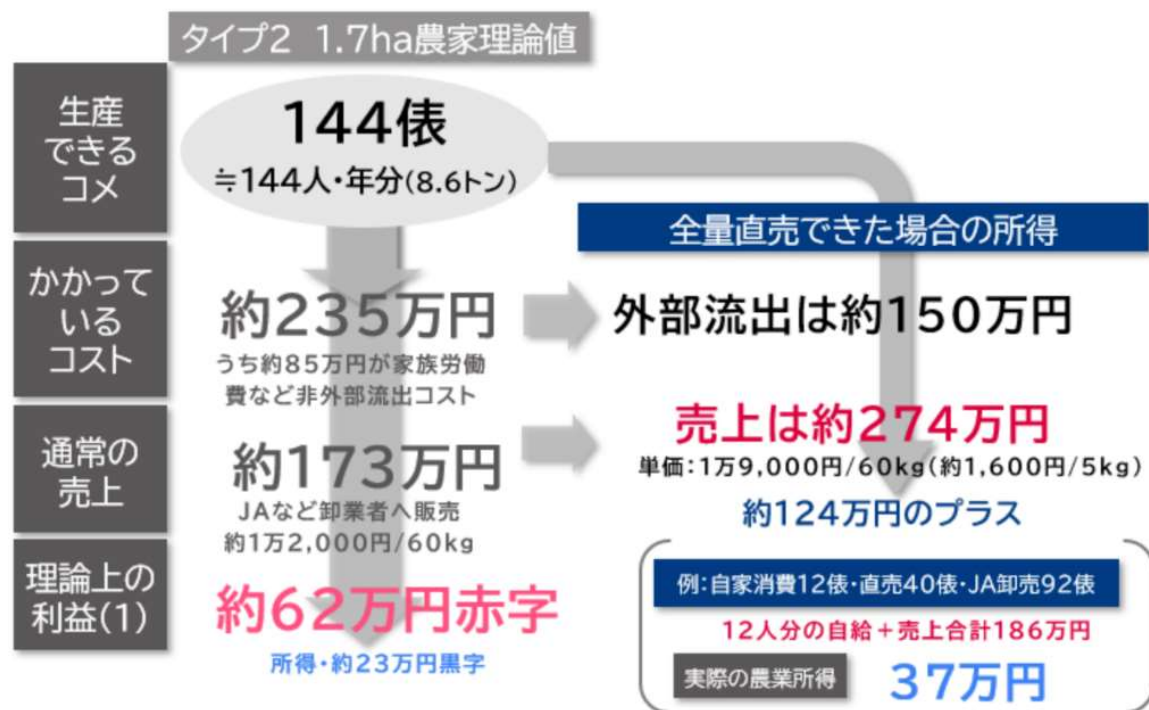 タイプ2 1.7ha農家理論値
生産
できる
コメ
144俵
≒144人・年分(8.6トン)
全量直売できた場合の所得
かかって
いる
コスト
約235万円
うち約85万円が家族労働
費など非外部流出コスト
外部流出は約150万円
通常の
売上
約173万円
JAなど卸業者へ販売
約1万2,000円/60kg
売上は約274万円
単価:1万9,000円/60kg(約1,600円/5kg)
約124万円のプラス
理論上の
利益(1)
約62万円赤字
所得・約23万円黒字
例:自家消費12俵・直売40俵・JA卸売92俵
12人分の自給+売上合計186万円
実際の農業所得
37万円